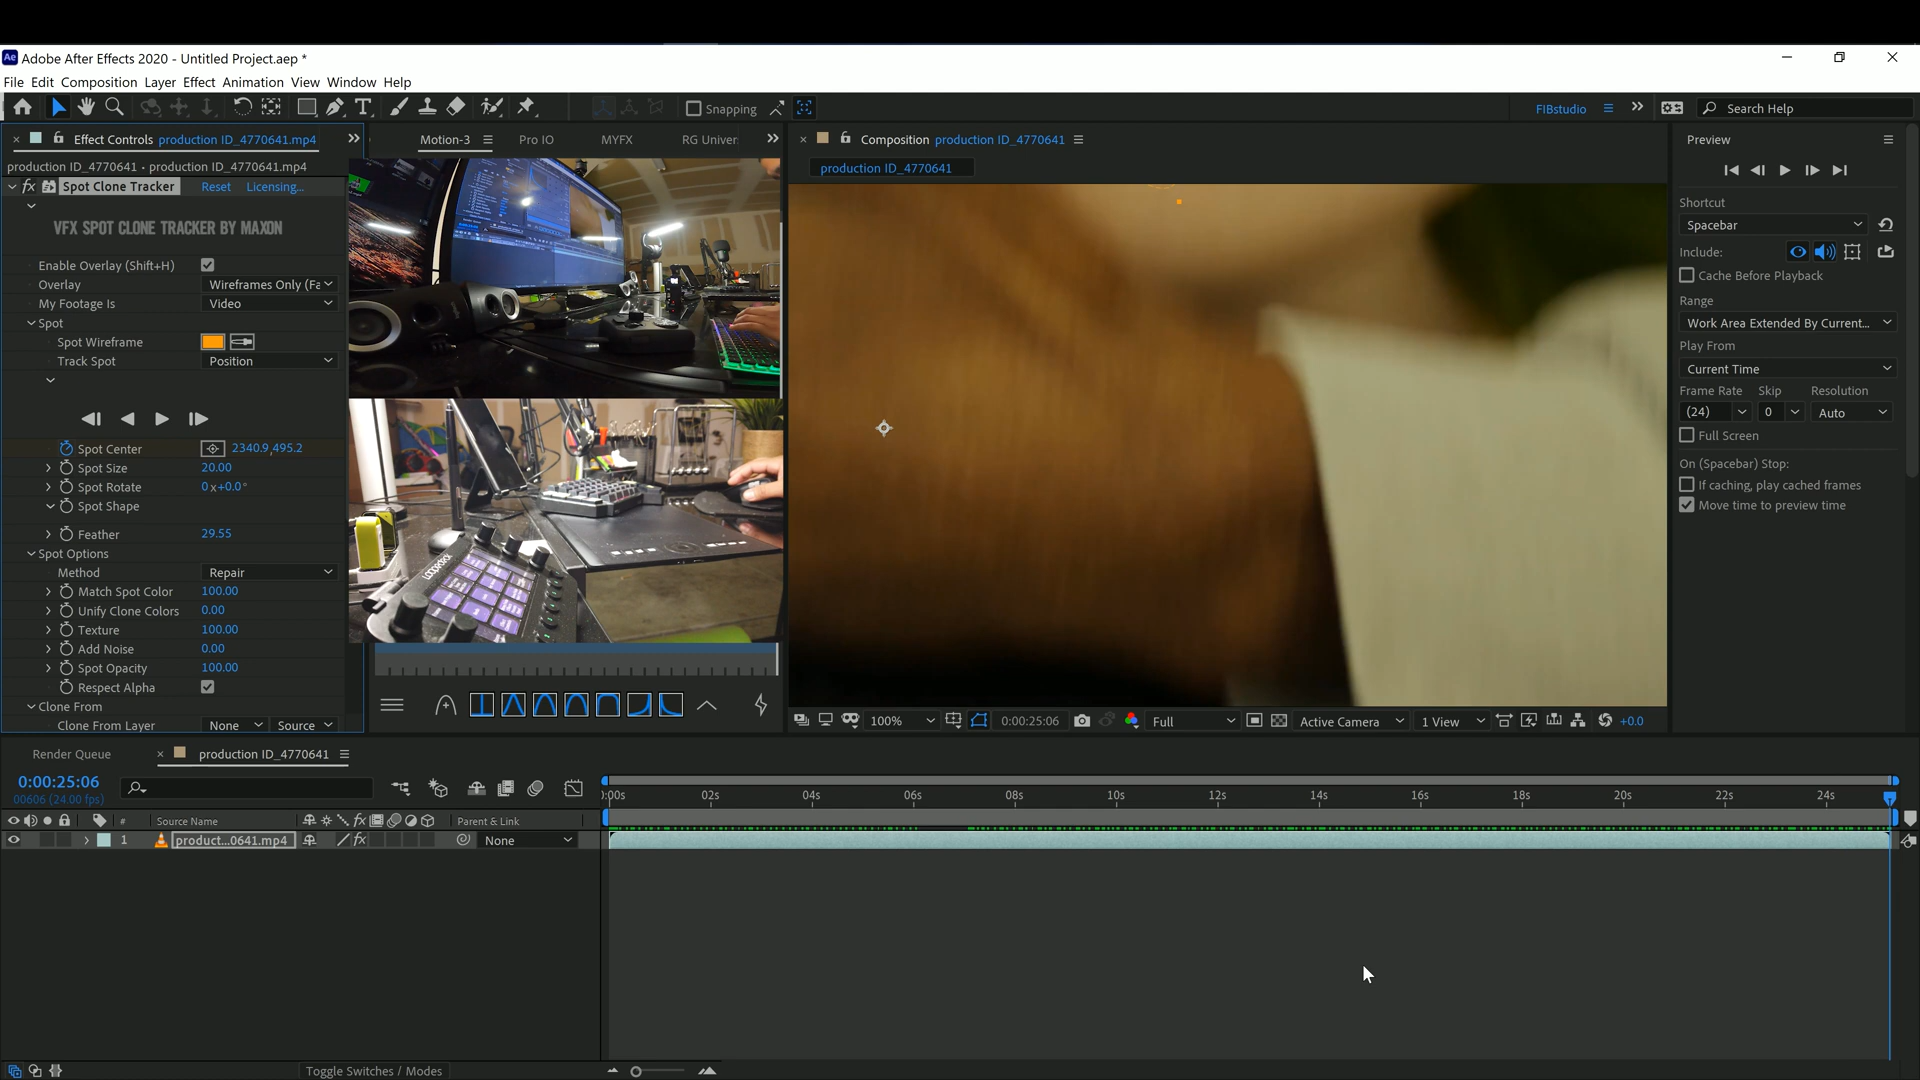 Adobe After Effects 2020 - Untitled Project.aep *
File Edit Composition Layer Effect Animation View Window Help
Snapping
FIBstudio
Search Help
Effect Controls production ID_4770641.mp4
production ID_4770641 • production ID_4770641.mp4
Spot Clone Tracker Reset Licensing...
VFX SPOT CLONE TRACKER BY MAXON
Enable Overlay (Shift+H)
Overlay Wireframes Only (Fa
My Footage Is Video
Spot
Spot Wireframe
Track Spot Position
Spot Center 2340.9,495.2
Spot Size 20.00
Spot Rotate 0x+0.0°
Spot Shape
Feather 29.55
Spot Options
Method Repair
Match Spot Color 100.00
Unify Clone Colors 0.00
Texture 100.00
Add Noise 0.00
Spot Opacity 100.00
Respect Alpha
Clone From
Clone From Layer None Source
Motion-3 Pro IO MYFX RG Univer
Loupedeck
Composition production ID_4770641
production ID_4770641
100% 0:00:25:06 Full Active Camera 1 View +0.0
Preview
Shortcut
Spacebar
Include:
Cache Before Playback
Range
Work Area Extended By Current...
Play From
Current Time
Frame Rate Skip Resolution
(24) 0 Auto
Full Screen
On (Spacebar) Stop:
If caching, play cached frames
Move time to preview time
Render Queue production ID_4770641
0:00:25:06
00606 (24.00 fps)
):00s 02s 04s 06s 08s 10s 12s 14s 16s 18s 20s 22s 24s
# Source Name Parent & Link
1 product...0641.mp4 None
Toggle Switches / Modes